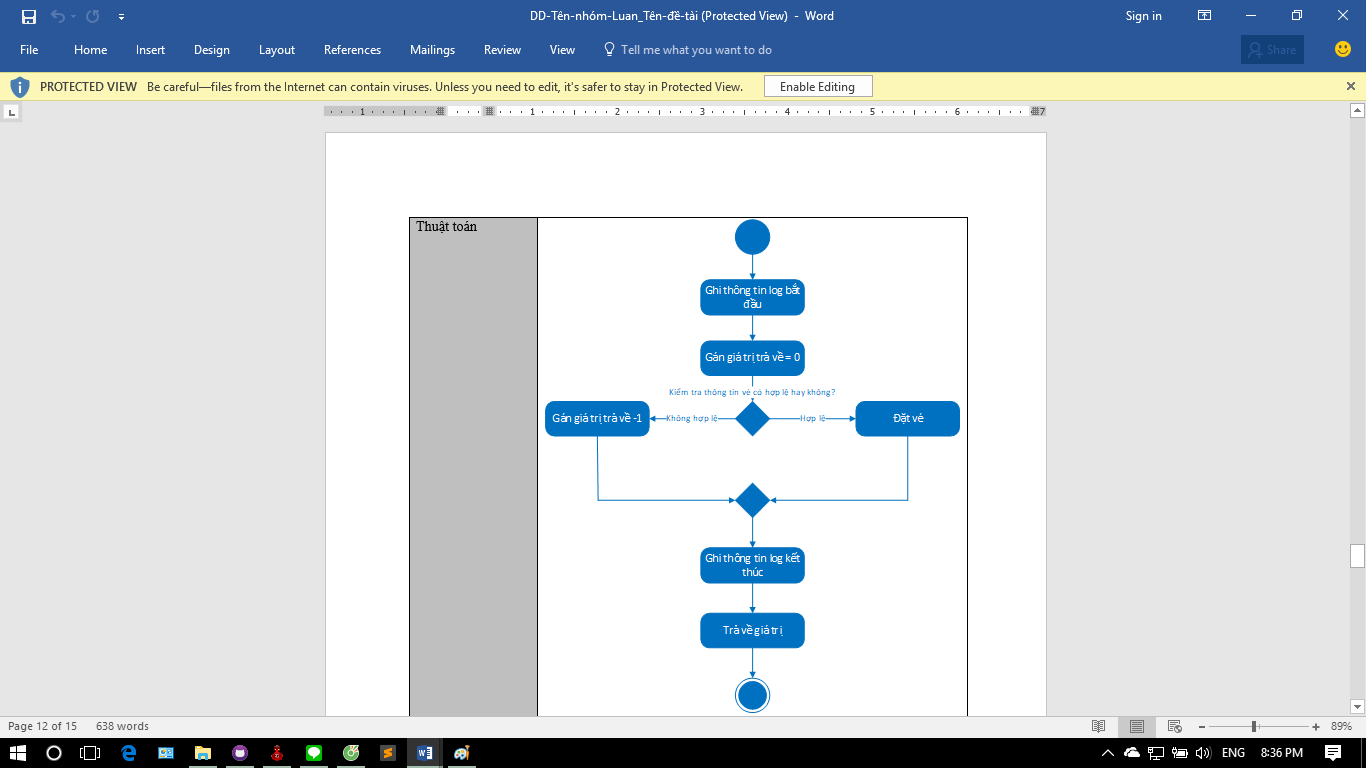 DD-Tên-nhóm-Luan_Tên-đề-tài (Protected View) - Word
Sign in
File Home Insert Design Layout References Mailings Review View Tell me what you want to do Share
PROTECTED VIEW Be careful—files from the Internet can contain viruses. Unless you need to edit, it's safer to stay in Protected View. Enable Editing
1 1 2 3 4 5 6 7
Thuật toán
Ghi thông tin log bắt
đầu
Gán giá trị trả về = 0
Kiểm tra thông tin vé có hợp lệ hay không?
Gán giá trị trả về -1
Không hợp lệ
Hợp lệ
Đặt vé
Ghi thông tin log kết
thúc
Trả về giá trị
Page 12 of 15 638 words
89%
ENG 8:36 PM